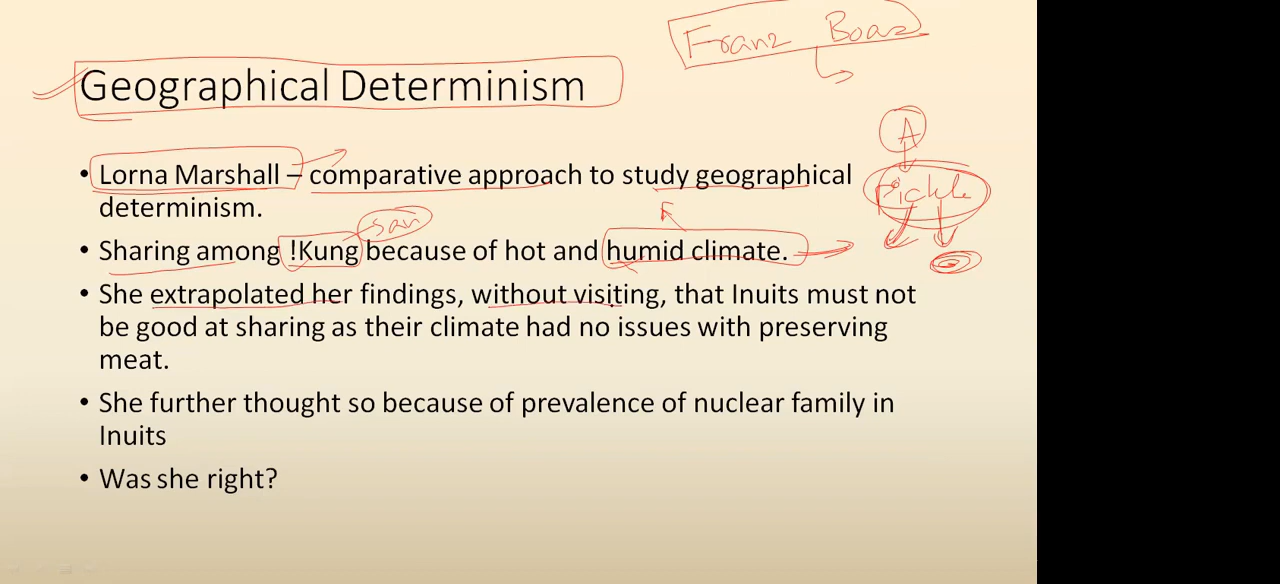 Franz Boaz
Geographical Determinism
A
• Lorna Marshall – comparative approach to study geographical
determinism.
Pickle
san
• Sharing among !Kung because of hot and humid climate.
• She extrapolated her findings, without visiting, that Inuits must not
be good at sharing as their climate had no issues with preserving
meat.
• She further thought so because of prevalence of nuclear family in
Inuits
• Was she right?